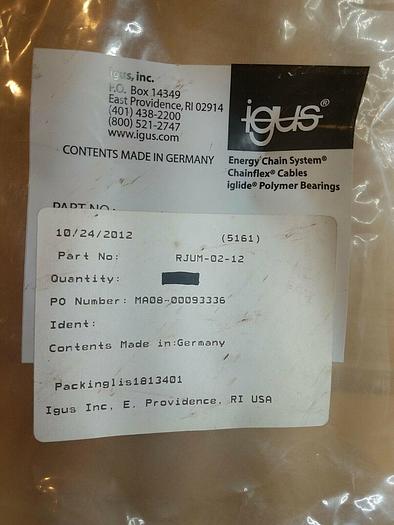 igus, inc.
P.O. Box 14349
East Providence, RI 02914
(401) 438-2200
(800) 521-2747
www.igus.com
CONTENTS MADE IN GERMANY
igus®
Energy Chain System®
Chainflex® Cables
iglide® Polymer Bearings
PART NO.:
10/24/2012 (5161)
Part No: RJUM-02-12
Quantity:
PO Number: MA08-00093336
Ident:
Contents Made in:Germany
Packinglis1813401
Igus Inc, E. Providence, RI USA